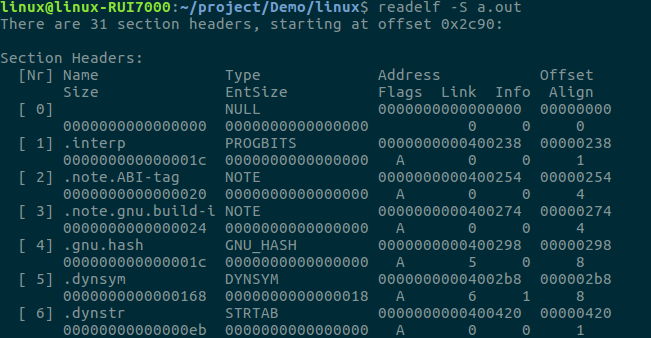 linux@linux-RUI7000:~/project/Demo/linux$ readelf -S a.out
There are 31 section headers, starting at offset 0x2c90:
Section Headers:
[Nr] Name Type Address Offset
Size EntSize Flags Link Info Align
[ 0] NULL 0000000000000000 00000000
0000000000000000 0000000000000000 0 0 0
[ 1] .interp PROGBITS 0000000000400238 00000238
000000000000001c 0000000000000000 A 0 0 1
[ 2] .note.ABI-tag NOTE 0000000000400254 00000254
0000000000000020 0000000000000000 A 0 0 4
[ 3] .note.gnu.build-i NOTE 0000000000400274 00000274
0000000000000024 0000000000000000 A 0 0 4
[ 4] .gnu.hash GNU_HASH 0000000000400298 00000298
000000000000001c 0000000000000000 A 5 0 8
[ 5] .dynsym DYNSYM 00000000004002b8 000002b8
0000000000000168 0000000000000018 A 6 1 8
[ 6] .dynstr STRTAB 0000000000400420 00000420
00000000000000eb 0000000000000000 A 0 0 1